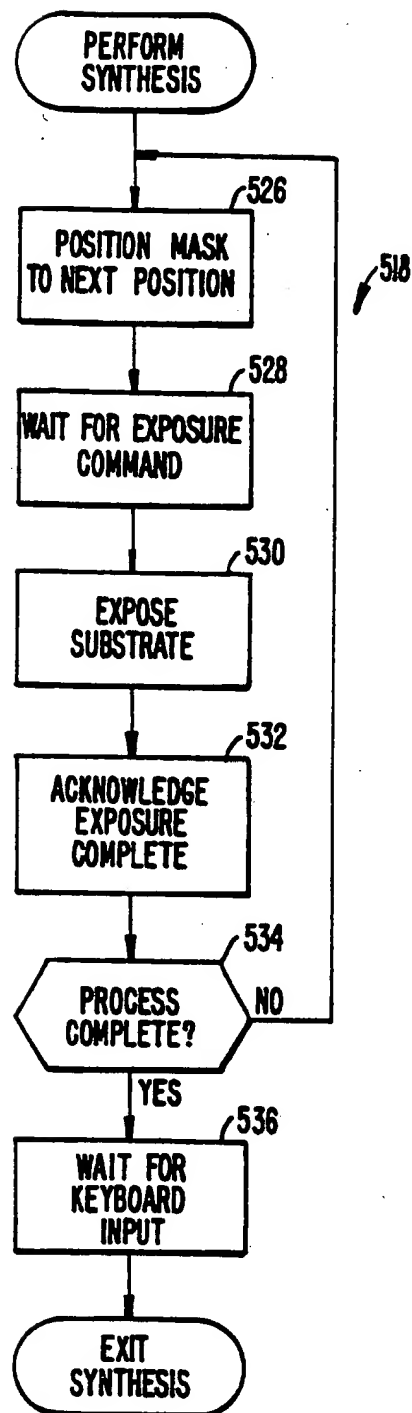 PERFORM
SYNTHESIS
526
POSITION MASK
TO NEXT POSITION
518
528
WAIT FOR EXPOSURE
COMMAND
530
EXPOSE
SUBSTRATE
532
ACKNOWLEDGE
EXPOSURE
COMPLETE
534
PROCESS
COMPLETE?
NO
YES
536
WAIT FOR
KEYBOARD
INPUT
EXIT
SYNTHESIS